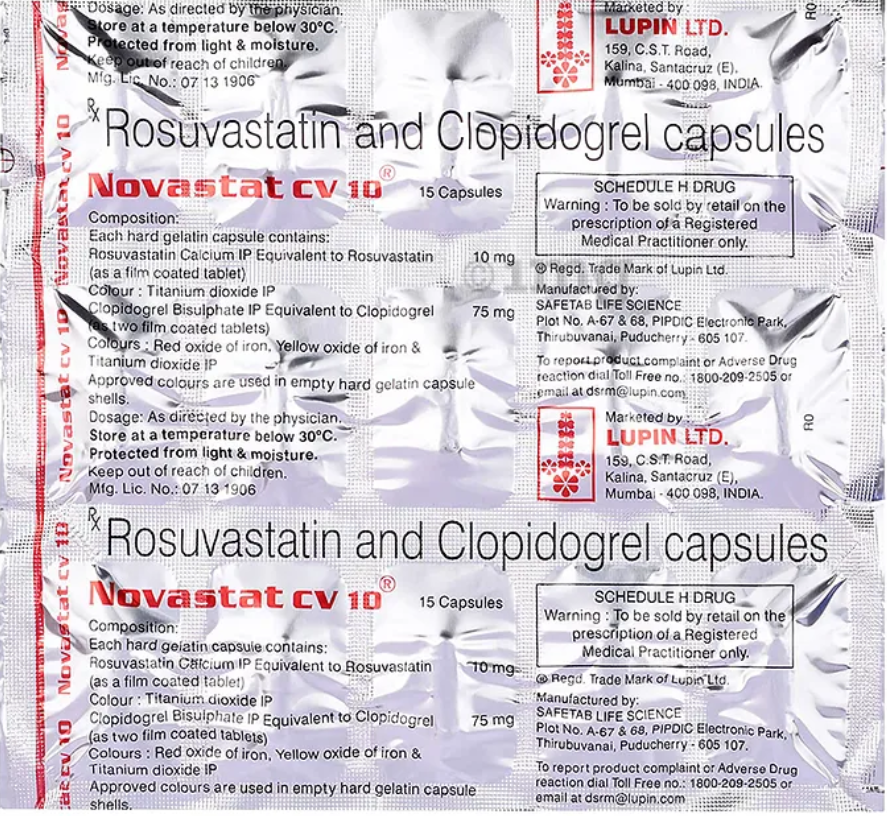 Dosage: As directed by the physician.
Store at a temperature below 30°C.
Protected from light & moisture.
Keep out of reach of children.
Mfg. Lic. No.: 07 13 1906
Marketed by :
LUPIN LTD.
159, C.S.T. Road,
Kalina, Santacruz (E).
Mumbai - 400 098, INDIA.
R0
Rx Rosuvastatin and Clopidogrel capsules
Novastat CV 10®
15 Capsules
Composition:
Each hard gelatin capsule contains:
Rosuvastatin Calcium IP Equivalent to Rosuvastatin 10 mg
(as a film coated tablet)
Colour : Titanium dioxide IP
Clopidogrel Bisulphate IP Equivalent to Clopidogrel 75 mg
(as two film coated tablets)
Colours : Red oxide of iron, Yellow oxide of iron &
Titanium dioxide IP
Approved colours are used in empty hard gelatin capsule
shells.
Dosage: As directed by the physician.
Store at a temperature below 30°C.
Protected from light & moisture.
Keep out of reach of children.
Mfg. Lic. No.: 07 13 1906
SCHEDULE H DRUG
Warning : To be sold by retail on the
prescription of a Registered
Medical Practitioner only.
® Regd. Trade Mark of Lupin Ltd.
Manufactured by:
SAFETAB LIFE SCIENCE
Plot No. A-67 & 68, PIPDIC Electronic Park,
Thirubuvanai, Puducherry - 605 107.
To report product complaint or Adverse Drug
reaction dial Toll Free no.: 1800-209-2505 or
email at dsrm@lupin.com
Marketed by :
LUPIN LTD.
159, C.S.T. Road,
Kalina, Santacruz (E),
Mumbai - 400 098, INDIA.
R0
Rx Rosuvastatin and Clopidogrel capsules
Novastat CV 10®
15 Capsules
Composition:
Each hard gelatin capsule contains:
Rosuvastatin Calcium IP Equivalent to Rosuvastatin 10 mg
(as a film coated tablet)
Colour : Titanium dioxide IP
Clopidogrel Bisulphate IP Equivalent to Clopidogrel 75 mg
(as two film coated tablets)
Colours : Red oxide of iron, Yellow oxide of iron &
Titanium dioxide IP
Approved colours are used in empty hard gelatin capsule
shells.
SCHEDULE H DRUG
Warning : To be sold by retail on the
prescription of a Registered
Medical Practitioner only.
® Regd. Trade Mark of Lupin Ltd.
Manufactured by:
SAFETAB LIFE SCIENCE
Plot No. A-67 & 68, PIPDIC Electronic Park,
Thirubuvanai, Puducherry - 605 107.
To report product complaint or Adverse Drug
reaction dial Toll Free no.: 1800-209-2505 or
email at dsrm@lupin.com
Nova
Novastat CV 10
Novastat CV 10
Novastat CV 10
tat CV 10